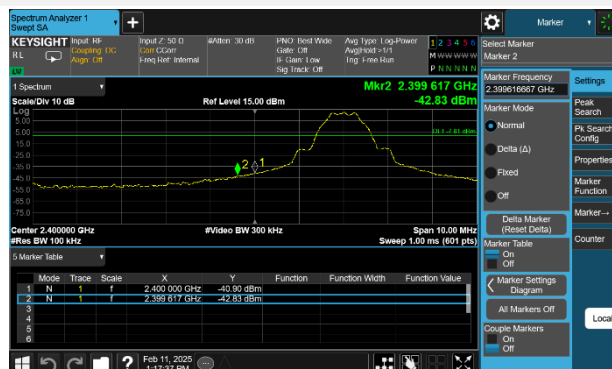 Spectrum Analyzer 1
Swept SA
Marker
KEYSIGHT Input: RF Input Z: 50 Ω #Atten: 30 dB PNO: Best Wide Avg Type: Log-Power 1 2 3 4 5 6
RL Coupling: DC Corr CCorr Gate: Off Avg|Hold:>1/1 M W W W W W
Align: Off Freq Ref: Internal IF Gain: Low Trig: Free Run
Sig Track: Off P N N N N N
1 Spectrum
Mkr2 2.399 617 GHz
Scale/Div 10 dB Ref Level 15.00 dBm -42.83 dBm
Log
5.00
-5.00
-15.0
-25.0
-35.0
-45.0
-55.0
-65.0
-75.0
2 1
Center 2.400000 GHz #Video BW 300 kHz Span 10.00 MHz
#Res BW 100 kHz Sweep 1.00 ms (601 pts)
5 Marker Table
Mode Trace Scale X Y Function Function Width Function Value
1 N 1 f 2.400 000 GHz -40.90 dBm
2 N 1 f 2.399 617 GHz -42.83 dBm
3
4
5
6
Feb 11, 2025
1:17:37 PM
Select Marker
Marker 2
Marker Frequency
2.399616667 GHz
Marker Mode
Normal
Delta (Δ)
Fixed
Off
Delta Marker
(Reset Delta)
Marker Table
On
Off
Marker Settings
Diagram
All Markers Off
Couple Markers
On
Off
Settings
Peak
Search
Pk Search
Config
Properties
Marker
Function
Marker→
Counter
Local